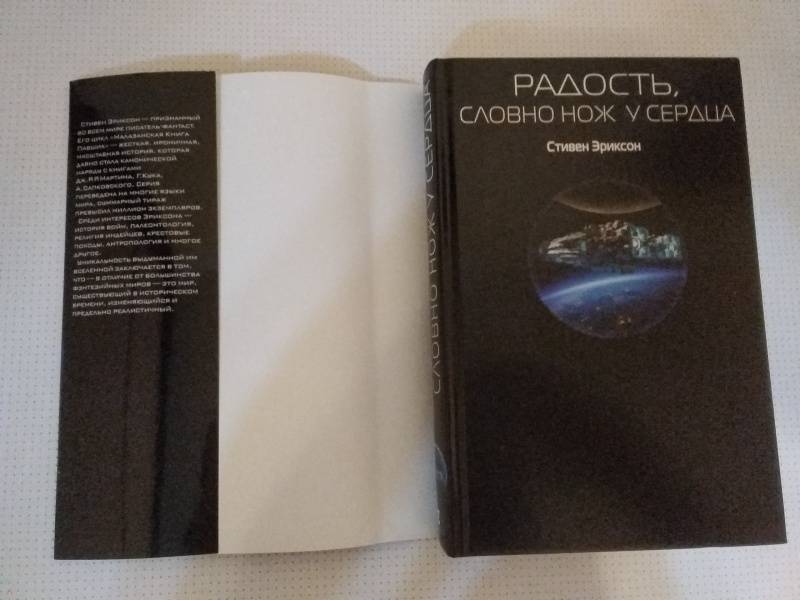 Стивен Эриксон — признанный
во всем мире писатель-фантаст.
Его цикл «Малазанская Книга
Павших» — жесткая, ироничная,
масштабная история, которая
давно стала канонической
наряду с книгами
Дж.Р.Р.Мартина, Г.Кука,
А.Сапковского. Серия
переведена на многие языки
мира, суммарный тираж
превысил миллион экземпляров.
Среди интересов Эриксона —
история войн, палеонтология,
религия индейцев, крестовые
походы, антропология и многое
другое.
Уникальность выдуманной им
вселенной заключается в том,
что — в отличие от большинства
фэнтезийных миров — это мир,
существующий в историческом
времени, изменяющийся и
предельно реалистичный.
СЛОВНО НОЖ У СЕРДЦА
РАДОСТЬ,
СЛОВНО НОЖ У СЕРДЦА
Стивен Эриксон